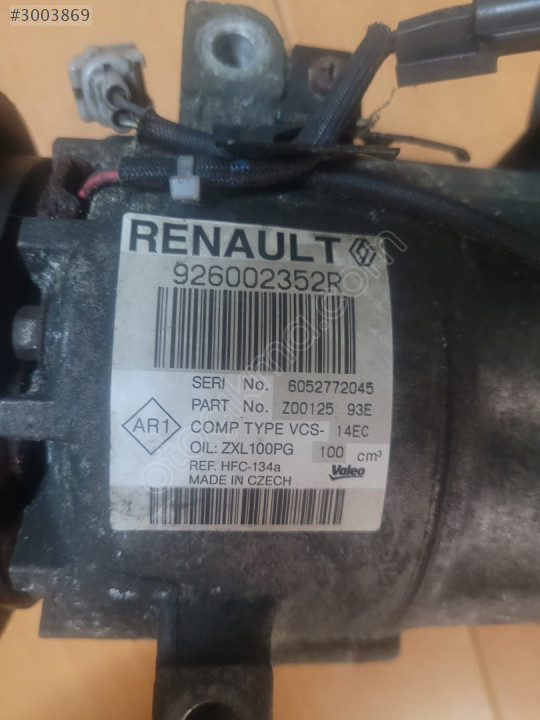 #3003869
RENAULT
926002352R
SERI No. 6052772045
PART No. Z00125 93E
AR1
COMP TYPE VCS- 14EC
OIL: ZXL100PG 100 cm³
REF. HFC-134a
MADE IN CZECH
Valeo